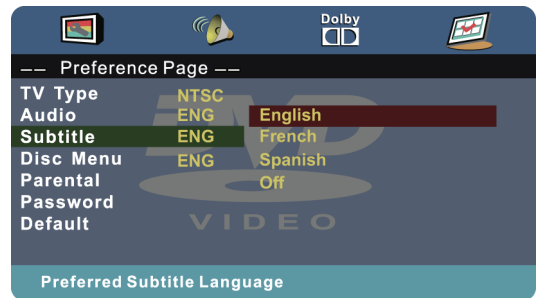 Dolby
-- Preference Page --
TV Type NTSC
Audio ENG English
Subtitle ENG French
Disc Menu ENG Spanish
Parental Off
Password
Default
DVD
VIDEO
Preferred Subtitle Language